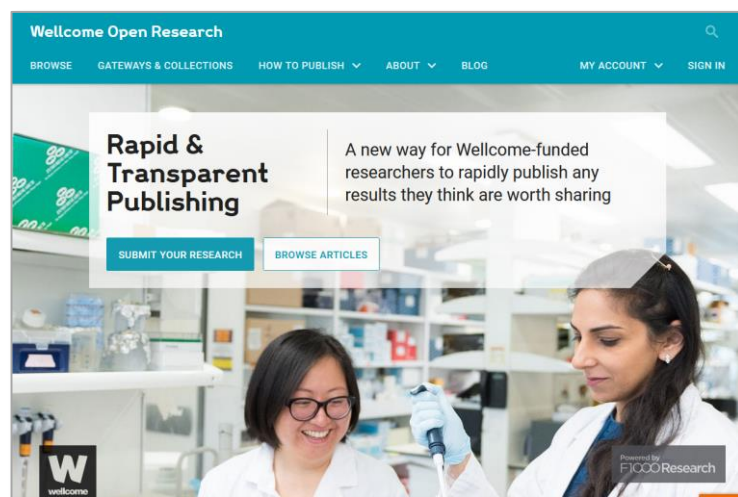 Wellcome Open Research
BROWSE GATEWAYS & COLLECTIONS HOW TO PUBLISH ABOUT BLOG MY ACCOUNT SIGN IN
Rapid &
Transparent
Publishing
A new way for Wellcome-funded
researchers to rapidly publish any
results they think are worth sharing
SUBMIT YOUR RESEARCH BROWSE ARTICLES
W
wellcome
Powered by
F1000Research